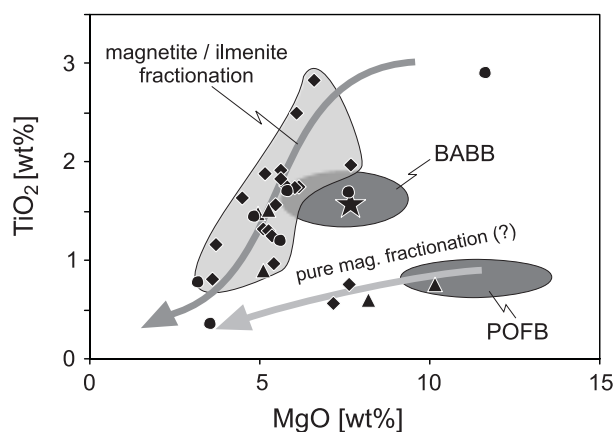 magnetite / ilmenite
fractionation
BABB
pure mag. fractionation (?)
POFB
TiO2 [wt%]
3
2
1
0
0
5
10
15
MgO [wt%]